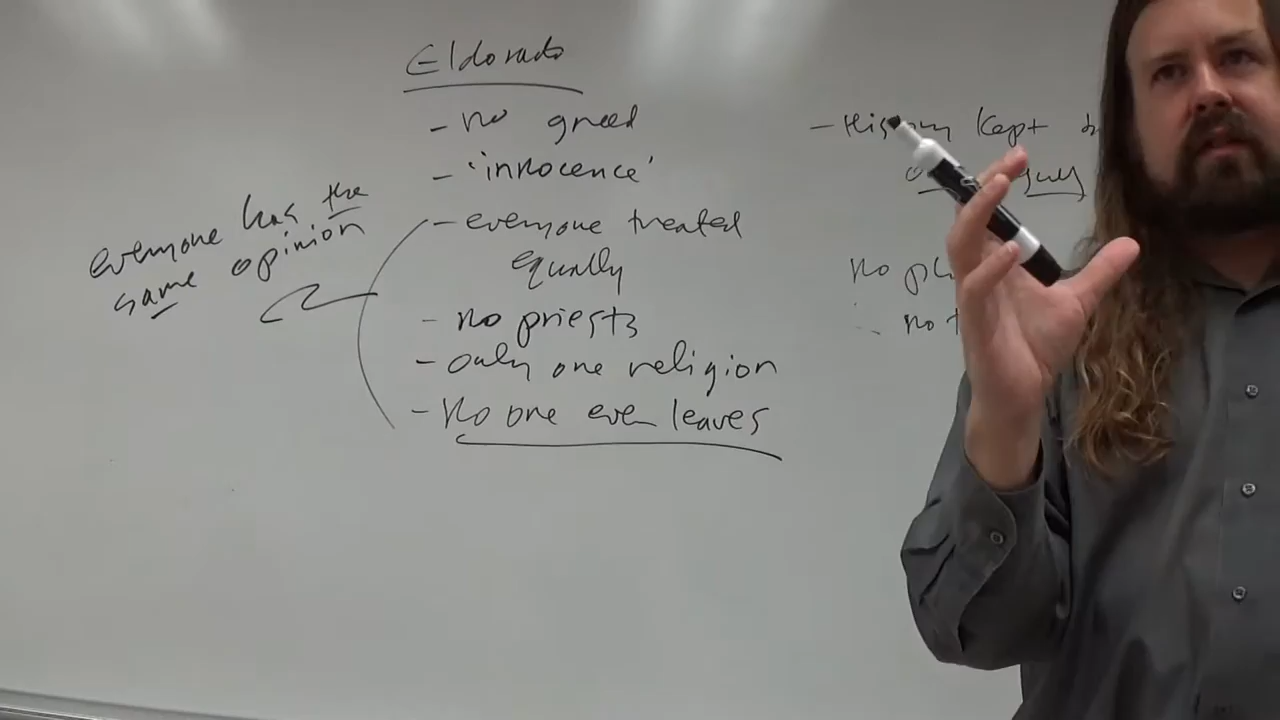 Eldorado
- no greed
- 'innocence'
- everyone treated
equally
- no priests
- only one religion
- no one ever leaves
everyone has the
same opinion
- History kept
no
no